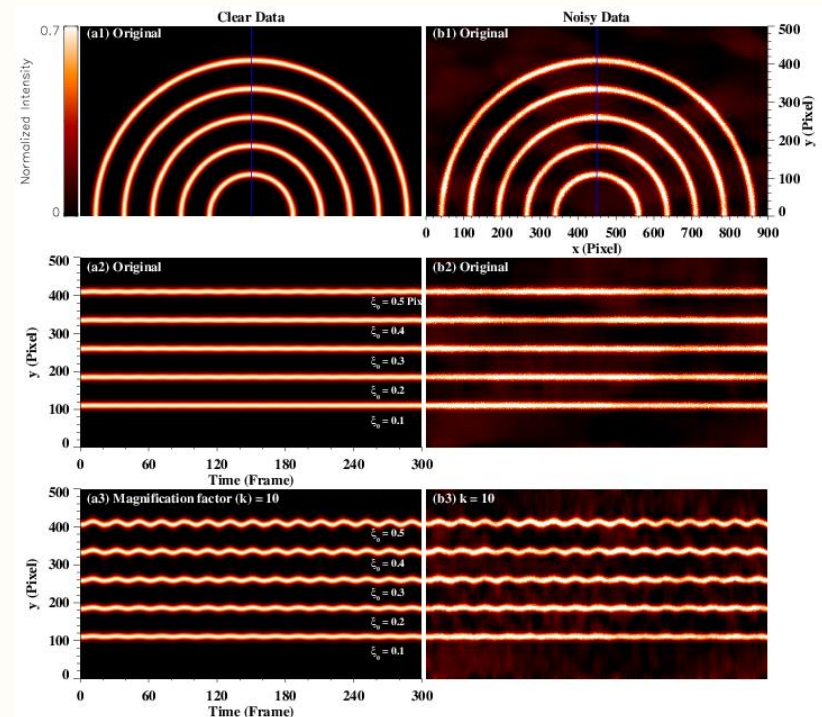 Clear Data
Noisy Data
0.7
Normalized Intensity
0
(a1) Original
(b1) Original
500
400
300
200
100
0
y (Pixel)
0 100 200 300 400 500 600 700 800 900
x (Pixel)
500
400
300
200
100
0
y (Pixel)
(a2) Original
ξ₀ = 0.5 Pix
ξ₀ = 0.4
ξ₀ = 0.3
ξ₀ = 0.2
ξ₀ = 0.1
(b2) Original
0 60 120 180 240 300
Time (Frame)
500
400
300
200
100
0
y (Pixel)
(a3) Magnification factor (k) = 10
ξ₀ = 0.5
ξ₀ = 0.4
ξ₀ = 0.3
ξ₀ = 0.2
ξ₀ = 0.1
(b3) k = 10
0 60 120 180 240 300
Time (Frame)